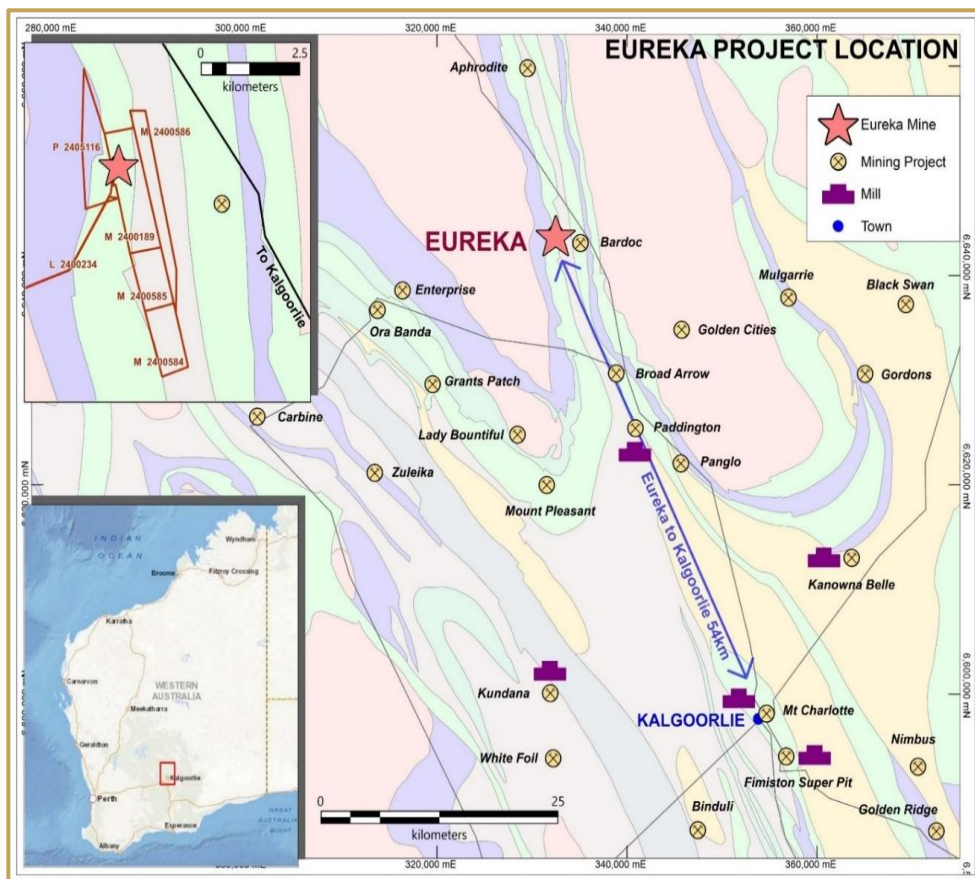 280,000 mE
300,000 mE
320,000 mE
340,000 mE
360,000 mE
EUREKA PROJECT LOCATION
0 2.5
kilometers
M 2400586
P 2405116
M 2400189
L 2400234
M 2400585
M 2400584
To Kalgoorlie
Eureka Mine
Mining Project
Mill
Town
Aphrodite
EUREKA
Bardoc
6,640,000 mN
Mulgarrie
Black Swan
Enterprise
Ora Banda
Golden Cities
Grants Patch
Broad Arrow
Gordons
Carbine
Lady Bountiful
Paddington
Panglo
Zuleika
Mount Pleasant
6,620,000 mN
Eureka to Kalgoorlie 54km
Kanowna Belle
INDIAN
OCEAN
Wyndham
Broome
Fitzroy Crossing
Karratha
Carnarvon
WESTERN
AUSTRALIA
Meekatharra
Geraldton
Kalgoorlie
Perth
Esperance
Albany
GREAT
AUSTRALIA
BIGHT
6,600,000 mN
Kundana
KALGOORLIE
Mt Charlotte
White Foil
Nimbus
Fimiston Super Pit
Binduli
Golden Ridge
0 25
kilometers
320,000 mE
340,000 mE
360,000 mE